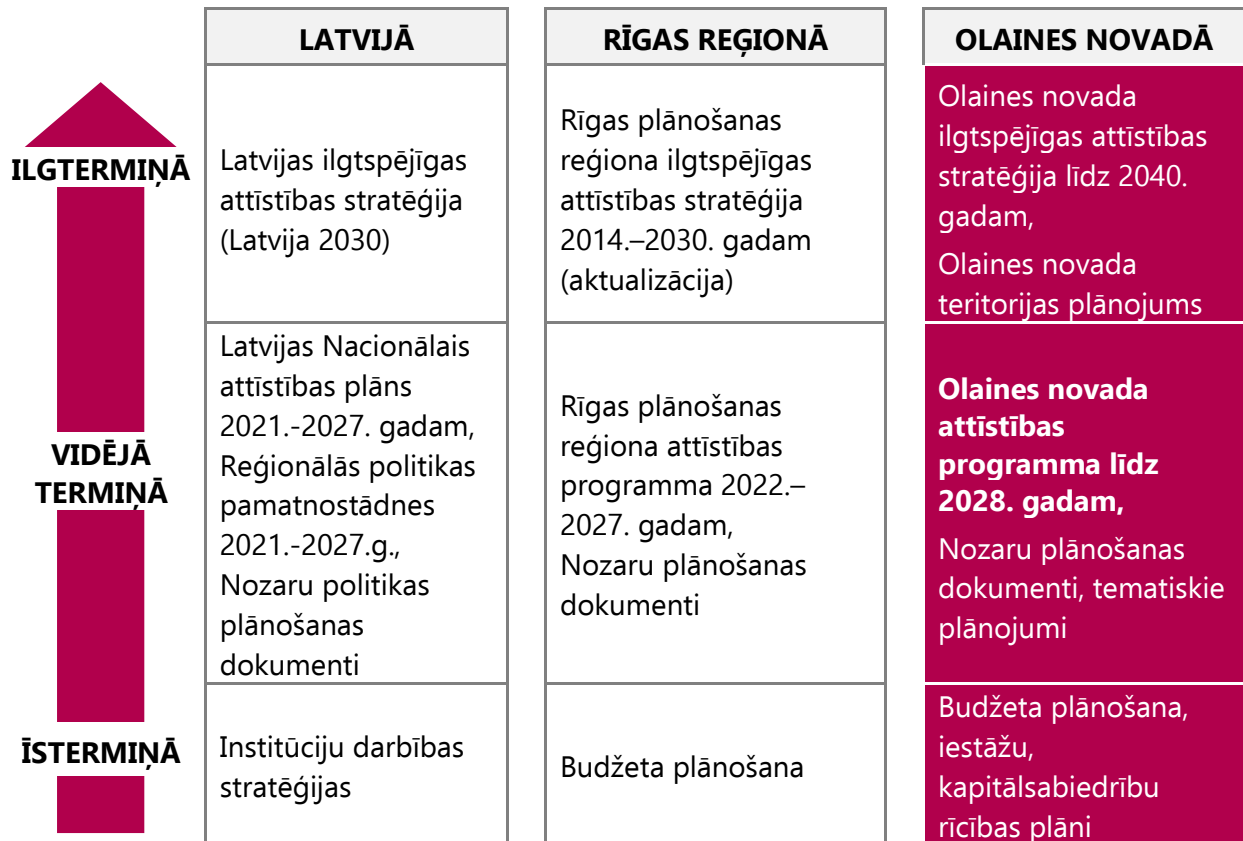 LATVIJĀ
RĪGAS REĢIONĀ
OLAINES NOVADĀ
ILGTERMIŅĀ
Latvijas ilgtspējīgas
attīstības stratēģija
(Latvija 2030)
Rīgas plānošanas
reģiona ilgtspējīgas
attīstības stratēģija
2014.–2030. gadam
(aktualizācija)
Olaines novada
ilgtspējīgas attīstības
stratēģija līdz 2040.
gadam,
Olaines novada
teritorijas plānojums
VIDĒJĀ
TERMIŅĀ
Latvijas Nacionālais
attīstības plāns
2021.-2027. gadam,
Reģionālās politikas
pamatnostādnes
2021.-2027.g.,
Nozaru politikas
plānošanas
dokumenti
Rīgas plānošanas
reģiona attīstības
programma 2022.–
2027. gadam,
Nozaru plānošanas
dokumenti
Olaines novada
attīstības
programma līdz
2028. gadam,
Nozaru plānošanas
dokumenti, tematiskie
plānojumi
ĪSTERMIŅĀ
Institūciju darbības
stratēģijas
Budžeta plānošana
Budžeta plānošana,
iestāžu,
kapitālsabiedrību
rīcības plāni